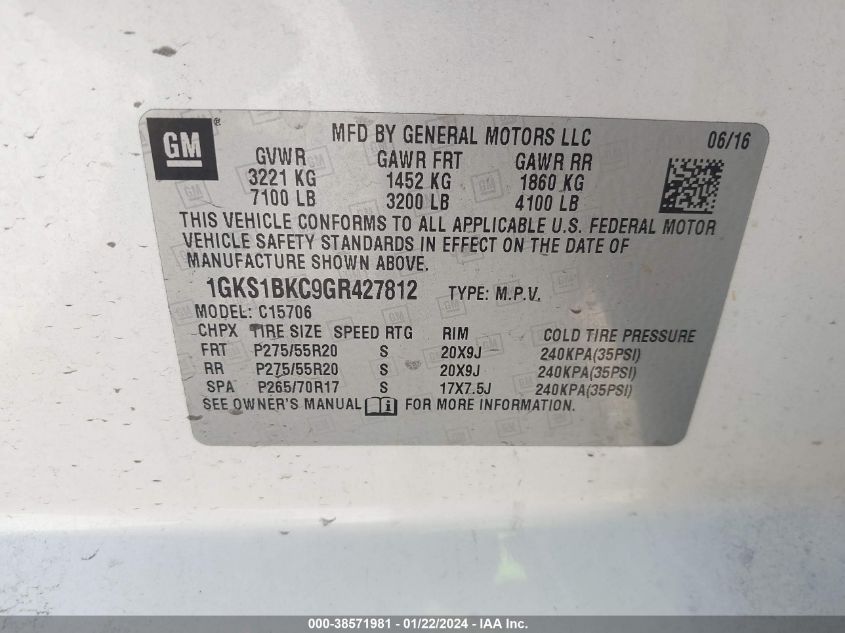 GM ®
MFD BY GENERAL MOTORS LLC 06/16
GVWR GAWR FRT GAWR RR
3221 KG 1452 KG 1860 KG
7100 LB 3200 LB 4100 LB
THIS VEHICLE CONFORMS TO ALL APPLICABLE U.S. FEDERAL MOTOR
VEHICLE SAFETY STANDARDS IN EFFECT ON THE DATE OF
MANUFACTURE SHOWN ABOVE.
1GKS1BKC9GR427812 TYPE: M.P.V.
MODEL: C15706
CHPX TIRE SIZE SPEED RTG RIM COLD TIRE PRESSURE
FRT P275/55R20 S 20X9J 240KPA(35PSI)
RR P275/55R20 S 20X9J 240KPA(35PSI)
SPA P265/70R17 S 17X7.5J 240KPA(35PSI)
SEE OWNER'S MANUAL FOR MORE INFORMATION.
000-38571981 - 01/22/2024 - IAA Inc.